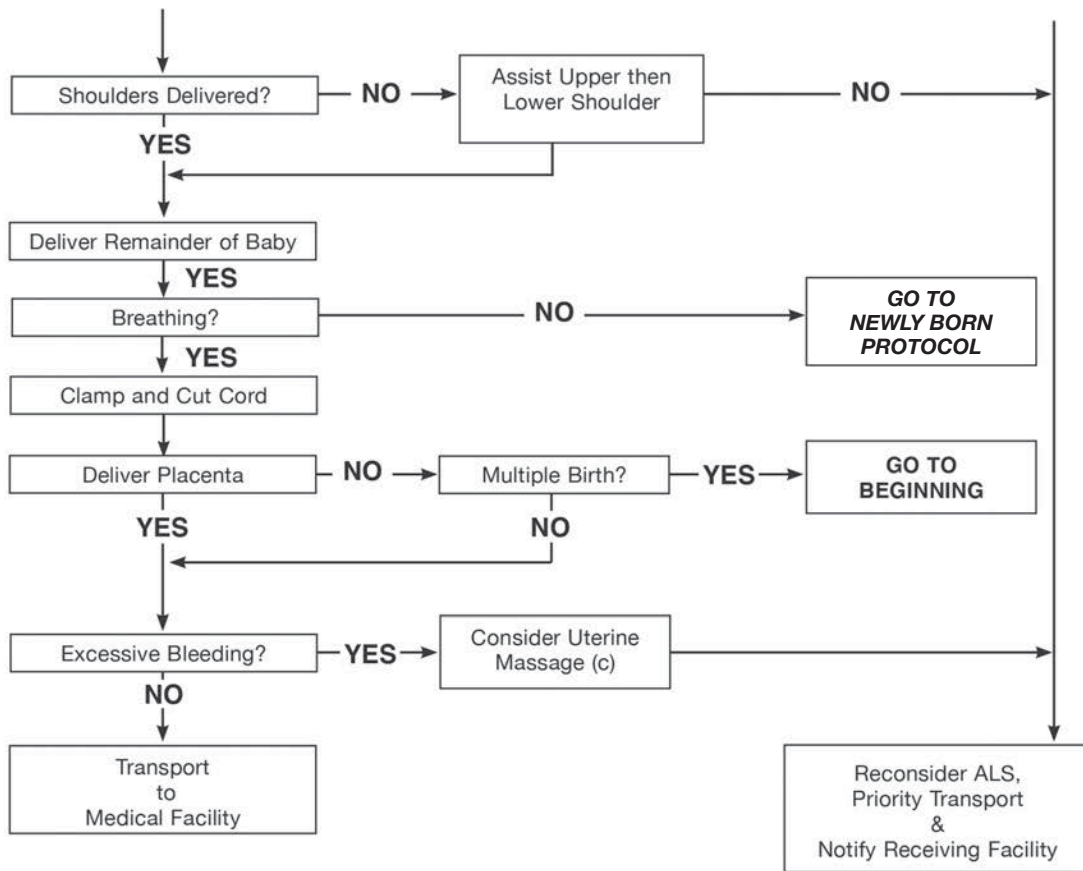 Shoulders Delivered?
NO
Assist Upper then
Lower Shoulder
NO
YES
Deliver Remainder of Baby
YES
Breathing?
NO
GO TO
NEWLY BORN
PROTOCOL
YES
Clamp and Cut Cord
Deliver Placenta
NO
Multiple Birth?
YES
GO TO
BEGINNING
YES
NO
Excessive Bleeding?
YES
Consider Uterine
Massage (c)
NO
Transport
to
Medical Facility
Reconsider ALS,
Priority Transport
&
Notify Receiving Facility